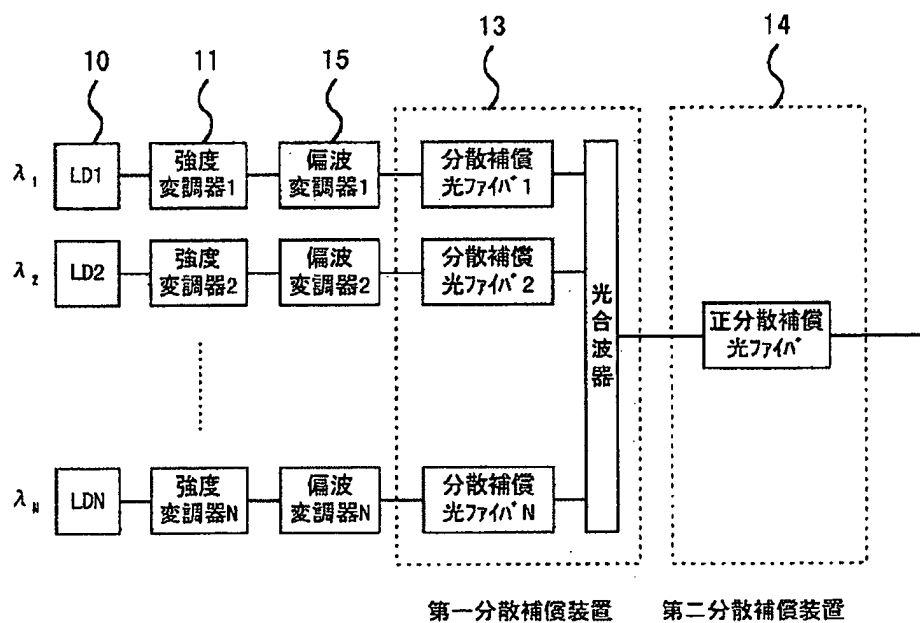 10
11
15
13
14
λ1
LD1
強度
変調器1
偏波
変調器1
分散補償
光ファイバ1
λ2
LD2
強度
変調器2
偏波
変調器2
分散補償
光ファイバ2
光合波器
正分散補償
光ファイバ
λN
LDN
強度
変調器N
偏波
変調器N
分散補償
光ファイバN
第一分散補償装置
第二分散補償装置